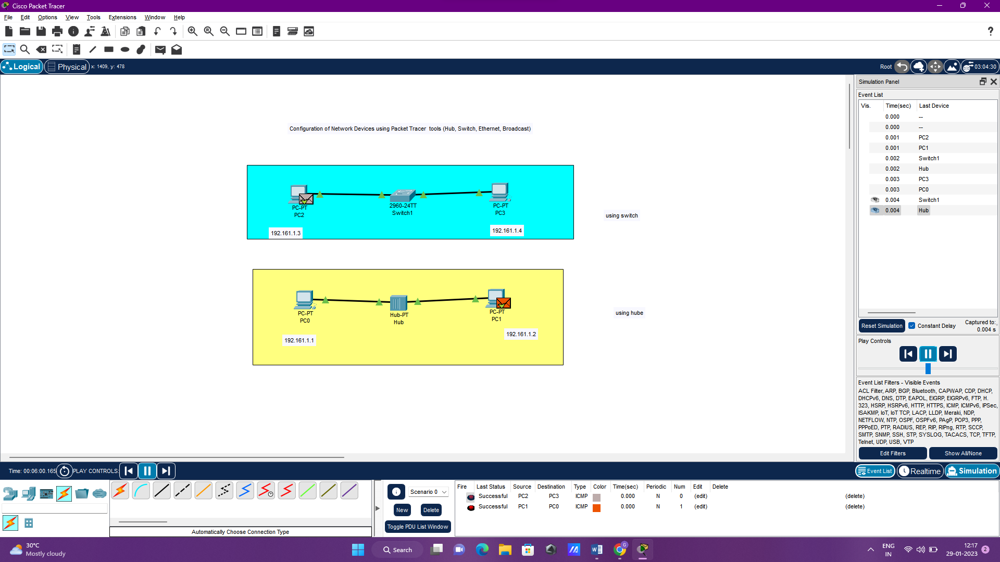 Cisco Packet Tracer
File Edit Options View Tools Extensions Window Help
Logical Physical x: 1409, y: 478
Root 03:04:30
Configuration of Network Devices using Packet Tracer tools (Hub, Switch, Ethernet, Broadcast)
PC-PT
PC2
2960-24TT
Switch1
PC-PT
PC3
192.161.1.3
192.161.1.4
using switch
PC-PT
PC0
Hub-PT
Hub
PC-PT
PC1
192.161.1.1
192.161.1.2
using hube
Simulation Panel
Event List
Vis. Time(sec) Last Device
0.000 --
0.000 --
0.001 PC2
0.001 PC1
0.002 Switch1
0.002 Hub
0.003 PC3
0.003 PC0
0.004 Switch1
0.004 Hub
Reset Simulation Constant Delay Captured to:
0.004 s
Play Controls
Event List Filters - Visible Events
ACL Filter, ARP, BGP, Bluetooth, CAPWAP, CDP, DHCP,
DHCPv6, DNS, DTP, EAPOL, EIGRP, EIGRPv6, FTP, H.
323, HSRP, HSRPv6, HTTP, HTTPS, ICMP, ICMPv6, IPSec,
ISAKMP, IoT, IoT TCP, LACP, LLDP, Meraki, NDP,
NETFLOW, NTP, OSPF, OSPFv6, PAgP, POP3, PPP,
PPPoED, PTP, RADIUS, REP, RIP, RIPng, RTP, SCCP,
SMTP, SNMP, SSH, STP, SYSLOG, TACACS, TCP, TFTP,
Telnet, UDP, USB, VTP
Edit Filters Show All/None
Time: 00:06:00.165 PLAY CONTROLS:
Event List Realtime Simulation
Automatically Choose Connection Type
Scenario 0
New Delete
Toggle PDU List Window
Fire Last Status Source Destination Type Color Time(sec) Periodic Num Edit Delete
Successful PC2 PC3 ICMP 0.000 N 0 (edit) (delete)
Successful PC1 PC0 ICMP 0.000 N 1 (edit) (delete)
30°C
Mostly cloudy
Search
G
ENG
IN
12:17
29-01-2023
2